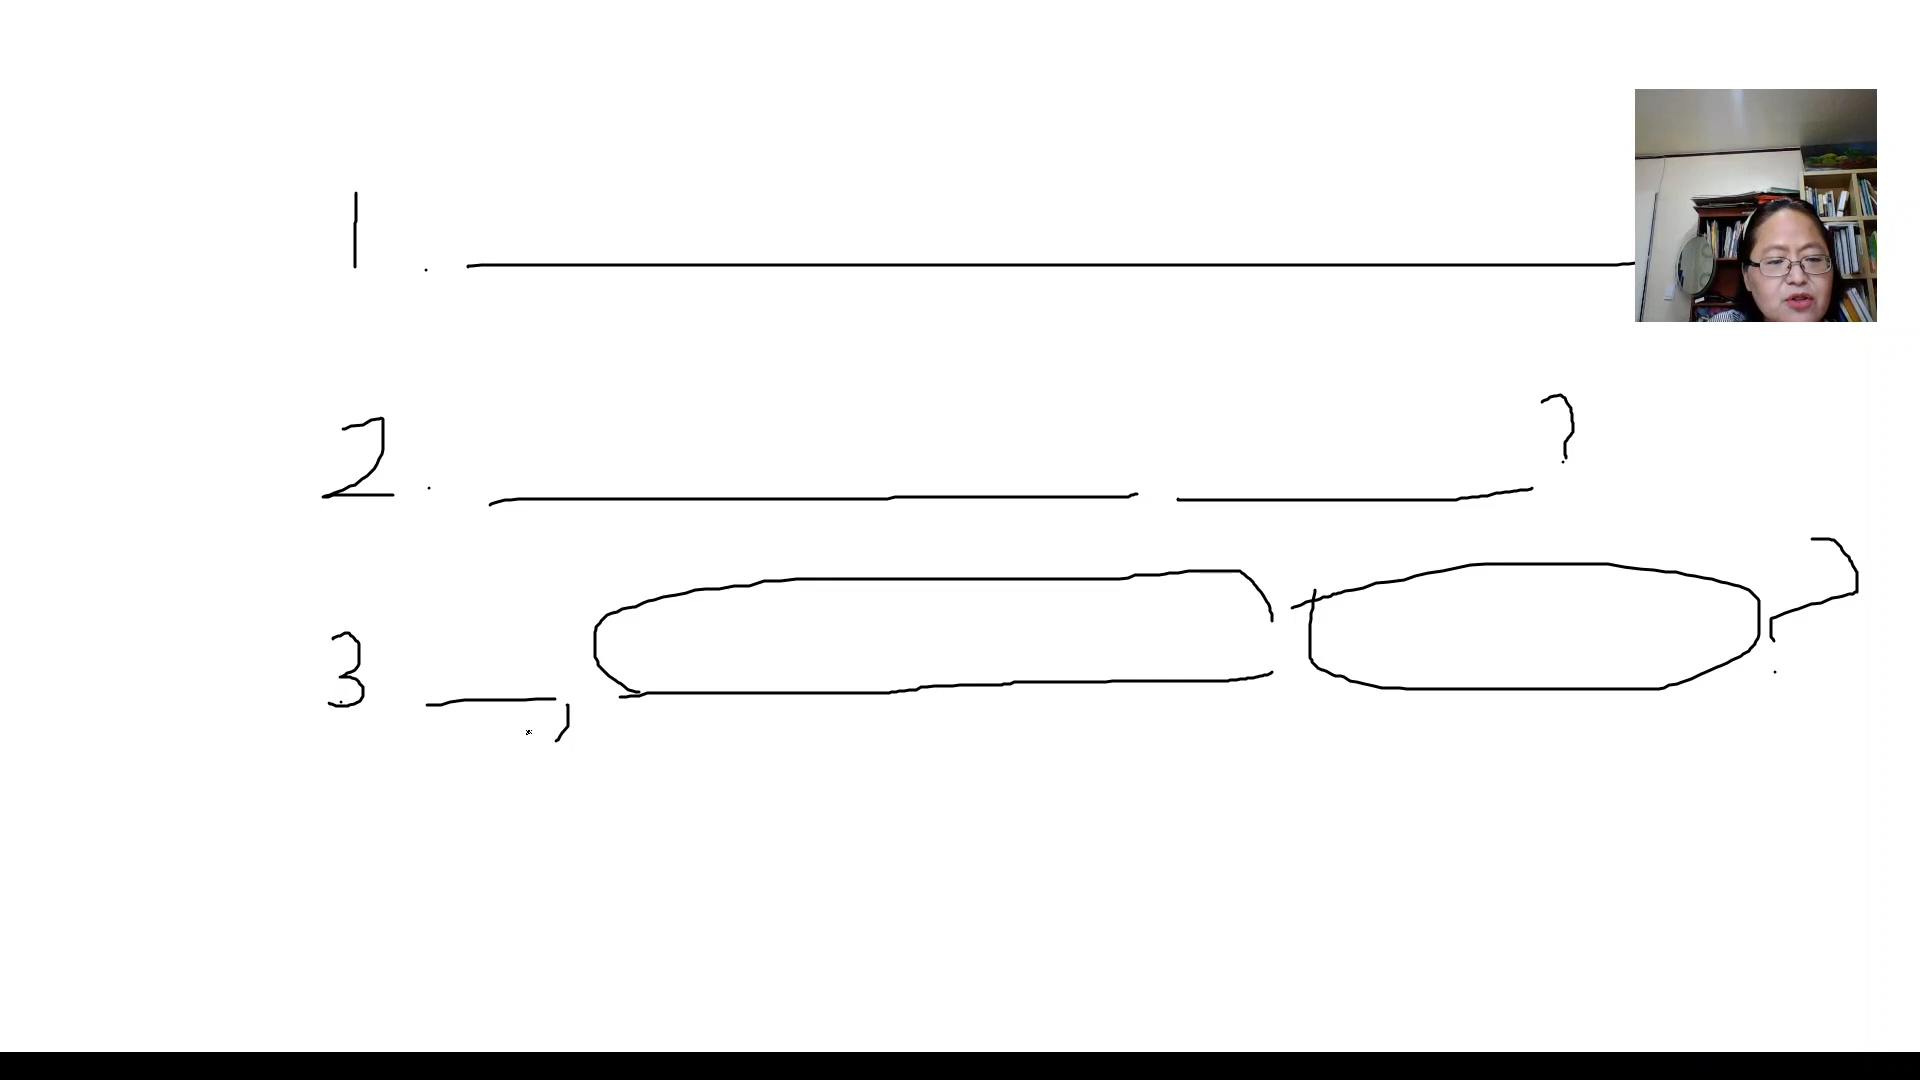 1. 
2. ?
3 , ?